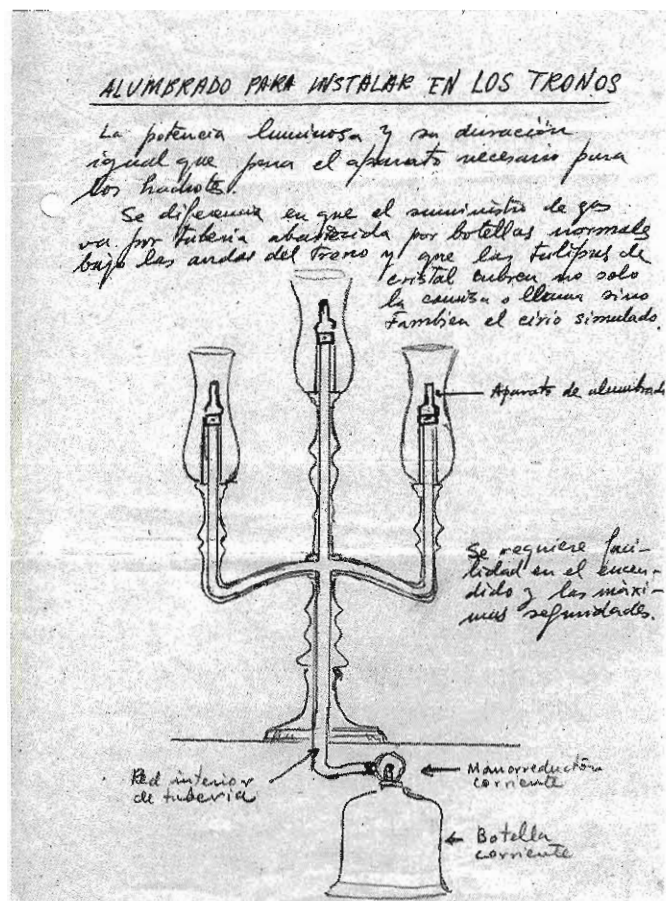 ALUMBRADO PARA INSTALAR EN LOS TRONOS
La potencia luminosa y su duración
igual que para el aparato necesario para
los hachotes.
Se diferencia en que el suministro de gas
va por tubería abastecida por botellas normales
bajo las andas del Trono y que las tulipas de
cristal cubren no solo
la camisa o llama sino
Tambien el cirio simulado.
Aparato de alumbrado
Se requiere faci-
lidad en el encen-
dido y las máxi-
mas seguridades.
Red interior
de tuberia
Manorreductor
corriente
Botella
corriente